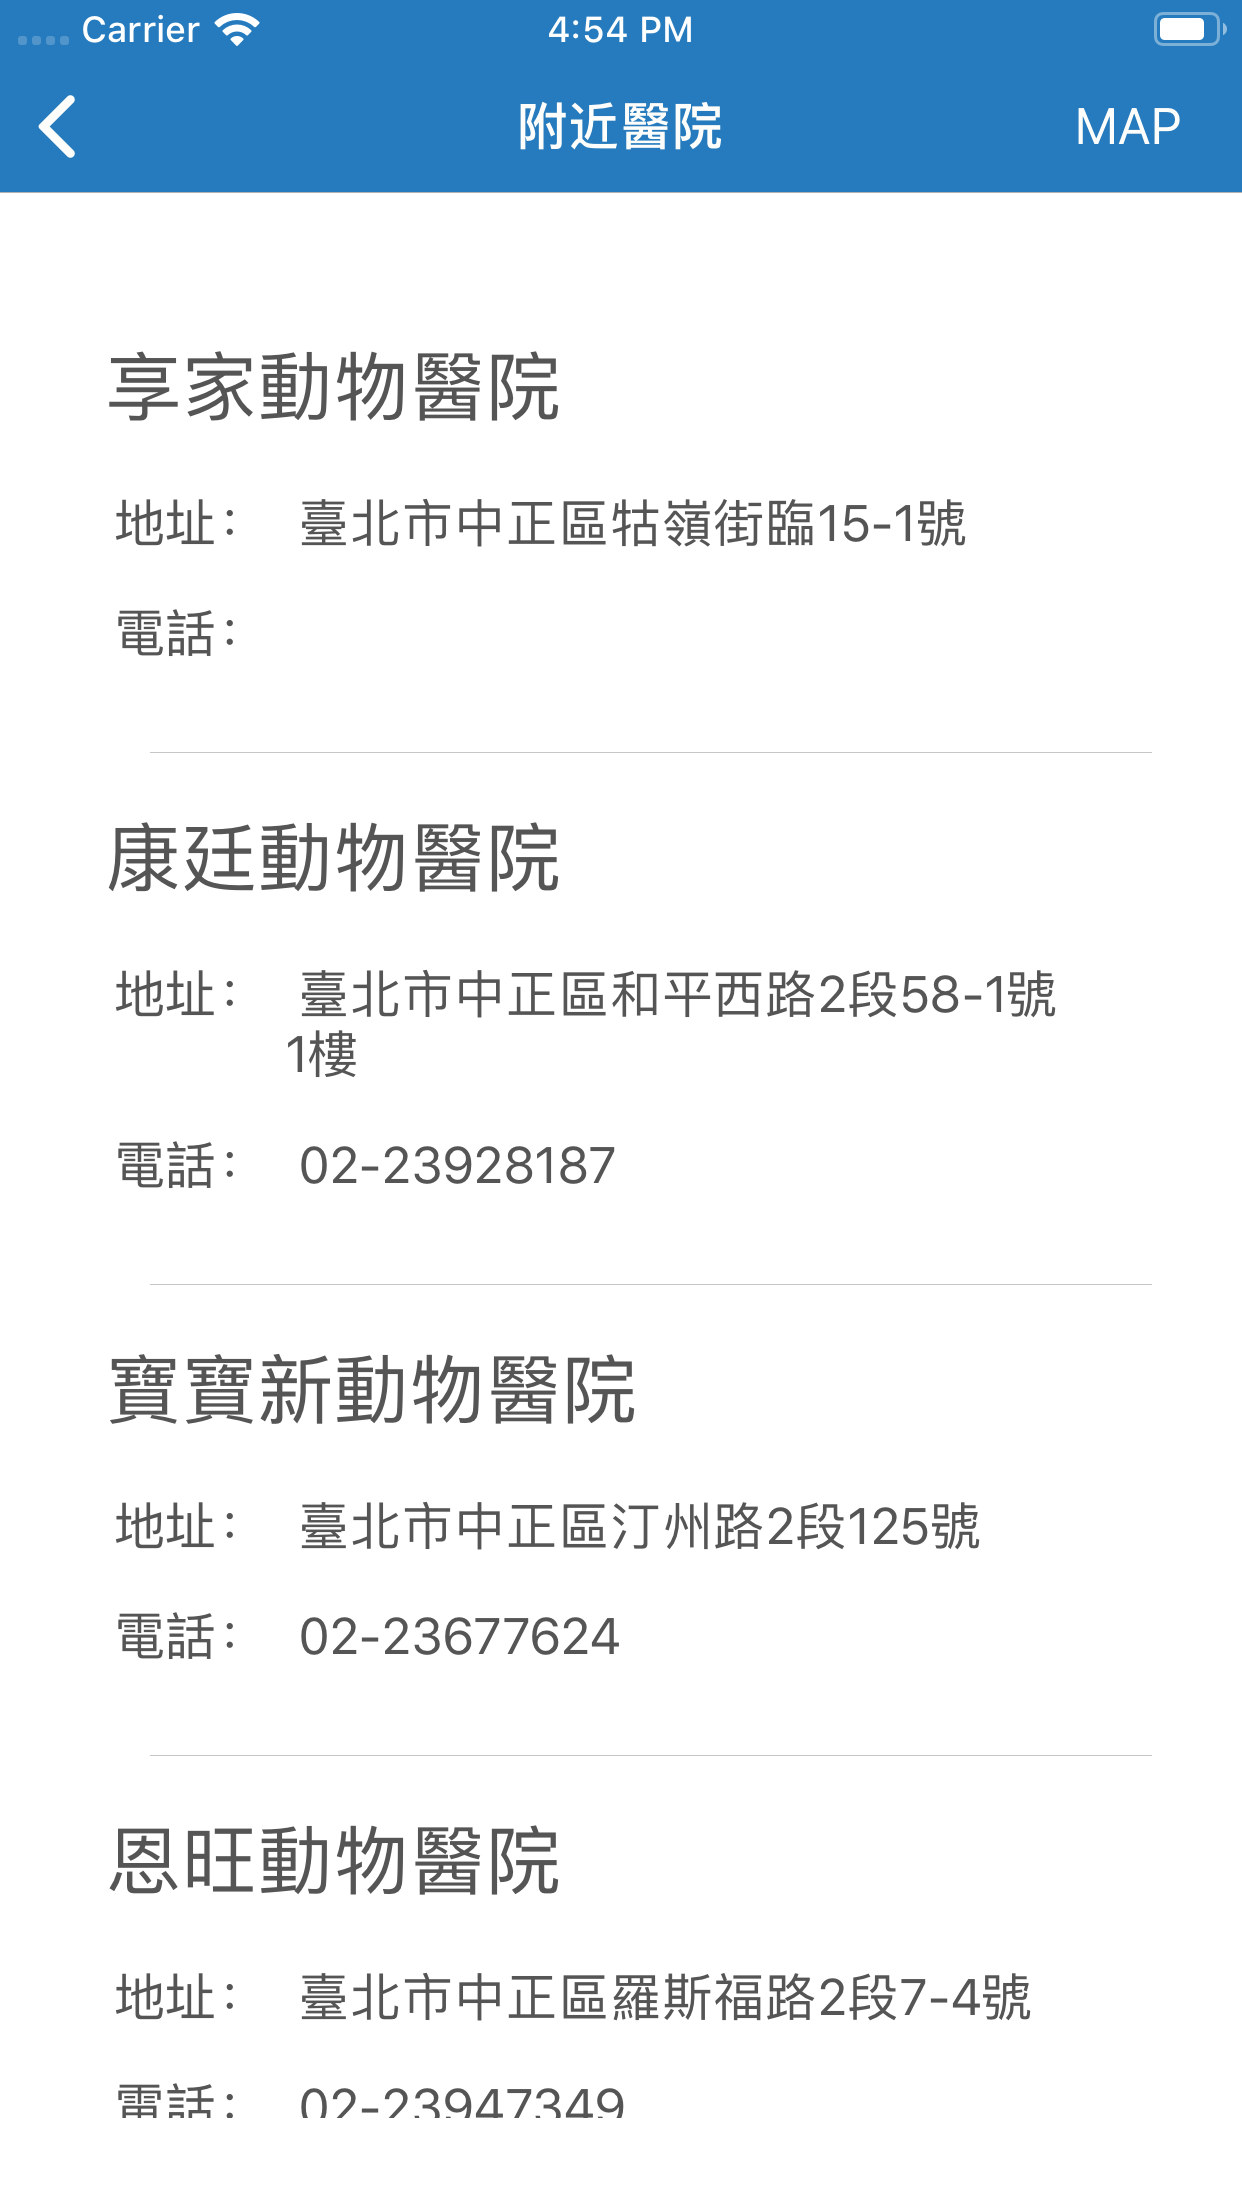 Carrier 4:54 PM
附近醫院 MAP
享家動物醫院
地址： 臺北市中正區牯嶺街臨15-1號
電話：
康廷動物醫院
地址： 臺北市中正區和平西路2段58-1號
1樓
電話： 02-23928187
寶寶新動物醫院
地址： 臺北市中正區汀州路2段125號
電話： 02-23677624
恩旺動物醫院
地址： 臺北市中正區羅斯福路2段7-4號
電話： 02-23947349